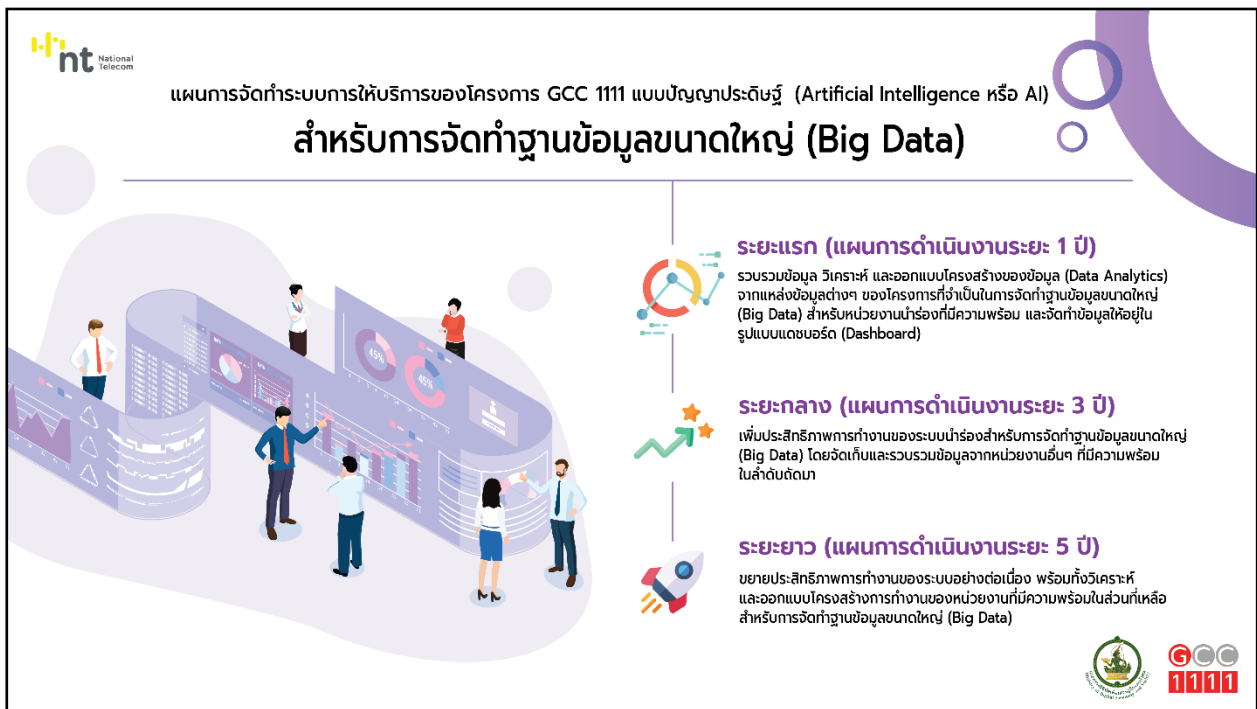 nt National
Telecom
แผนการจัดทำระบบการให้บริการของโครงการ GCC 1111 แบบปัญญาประดิษฐ์ (Artificial Intelligence หรือ AI)
สำหรับการจัดทำฐานข้อมูลขนาดใหญ่ (Big Data)
ระยะแรก (แผนการดำเนินงานระยะ 1 ปี)
รวบรวมข้อมูล วิเคราะห์ และออกแบบโครงสร้างของข้อมูล (Data Analytics)
จากแหล่งข้อมูลต่างๆ ของโครงการที่จำเป็นในการจัดทำฐานข้อมูลขนาดใหญ่
(Big Data) สำหรับหน่วยงานนำร่องที่มีความพร้อม และจัดทำข้อมูลให้อยู่ใน
รูปแบบแดชบอร์ด (Dashboard)
45%
45%
ระยะกลาง (แผนการดำเนินงานระยะ 3 ปี)
เพิ่มประสิทธิภาพการทำงานของระบบนำร่องสำหรับการจัดทำฐานข้อมูลขนาดใหญ่
(Big Data) โดยจัดเก็บและรวบรวมข้อมูลจากหน่วยงานอื่นๆ ที่มีความพร้อม
ในลำดับถัดมา
ระยะยาว (แผนการดำเนินงานระยะ 5 ปี)
ขยายประสิทธิภาพการทำงานของระบบอย่างต่อเนื่อง พร้อมทั้งวิเคราะห์
และออกแบบโครงสร้างการทำงานของหน่วยงานที่มีความพร้อมในส่วนที่เหลือ
สำหรับการจัดทำฐานข้อมูลขนาดใหญ่ (Big Data)
GCC
1111